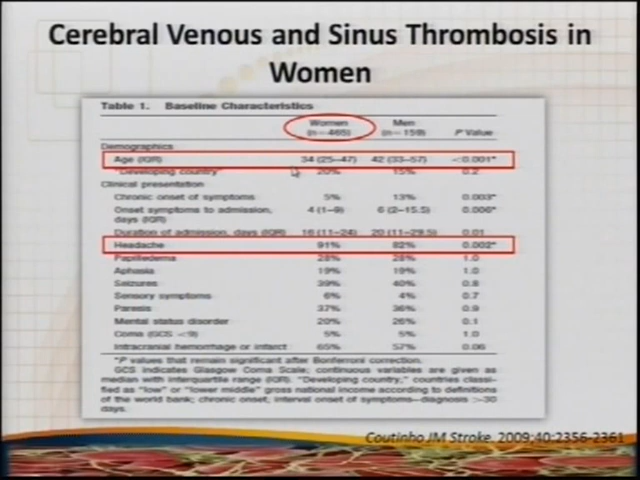 Cerebral Venous and Sinus Thrombosis in
Women
Table 1. Baseline Characteristics
Women Men
(n=465) (n=159) P Value
Demographics
Age (IQR) 34 (25–47) 42 (33–57) <0.001*
"Developing country" 20% 15% 0.2
Clinical presentation
Chronic onset of symptoms 5% 13% 0.003*
Onset symptoms to admission, 4 (1–9) 6 (2–15.5) 0.006*
days (IQR)
Duration of admission, days (IQR) 16 (11–24) 20 (11–29.5) 0.01
Headache 91% 82% 0.002*
Papilledema 28% 28% 1.0
Aphasia 19% 19% 1.0
Seizures 39% 40% 0.8
Sensory symptoms 6% 4% 0.7
Paresis 37% 36% 0.9
Mental status disorder 20% 26% 0.1
Coma (GCS <9) 5% 5% 1.0
Intracranial hemorrhage or infarct 65% 57% 0.06
*P values that remain significant after Bonferroni correction.
GCS indicates Glasgow Coma Scale; continuous variables are given as
median with interquartile range (IQR). "Developing country," countries classi-
fied as "low" or "lower middle" gross national income according to definitions
of the world bank; chronic onset, interval onset of symptoms–diagnosis >30
days.
Coutinho JM Stroke. 2009;40:2356-2361